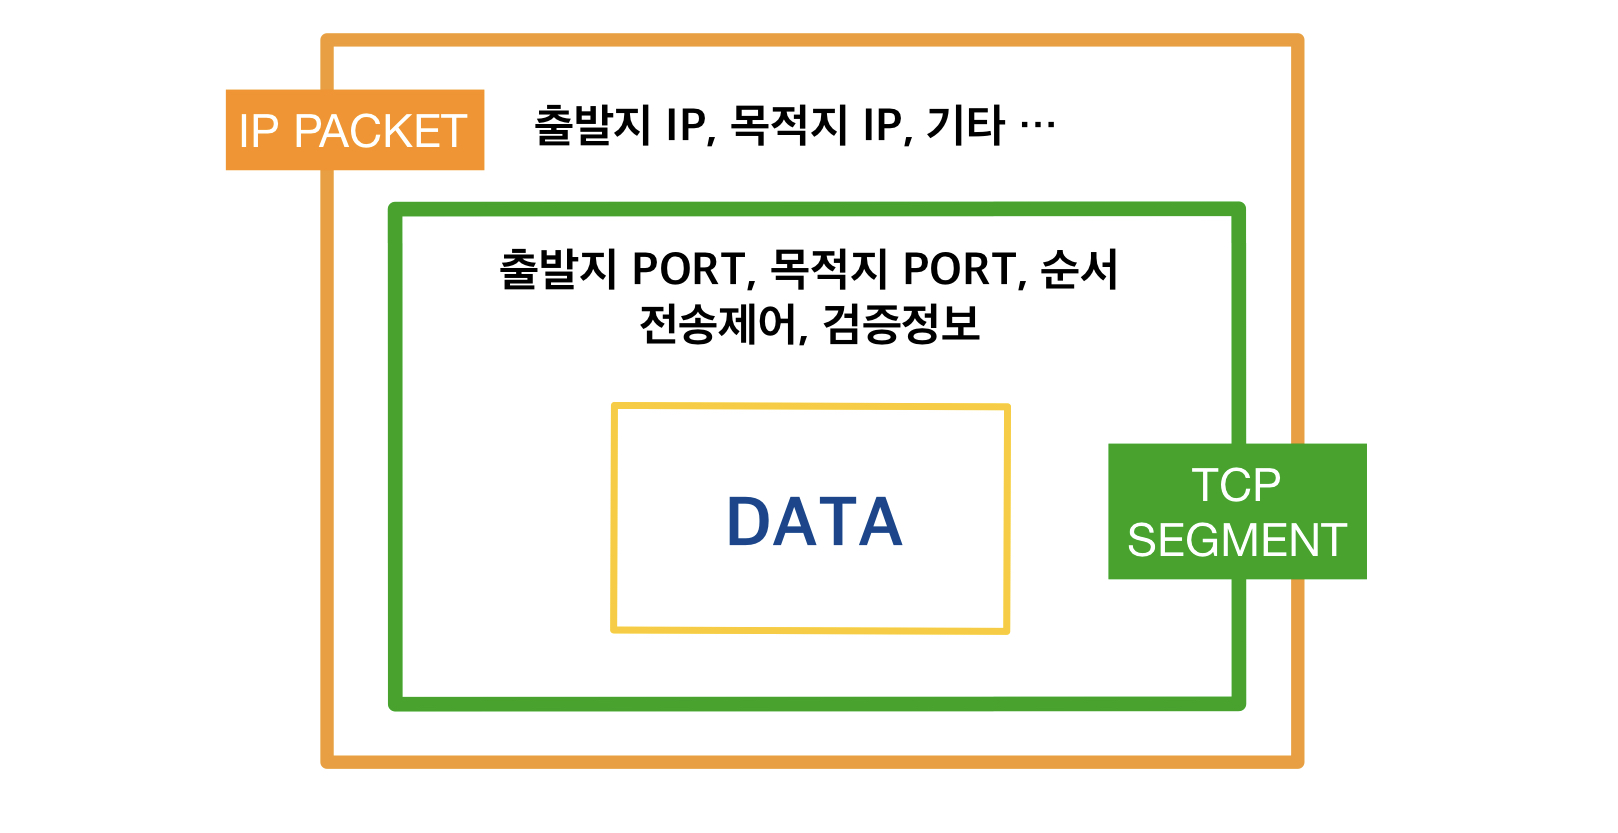 IP PACKET
출발지 IP, 목적지 IP, 기타 …
출발지 PORT, 목적지 PORT, 순서
전송제어, 검증정보
DATA
TCP
SEGMENT